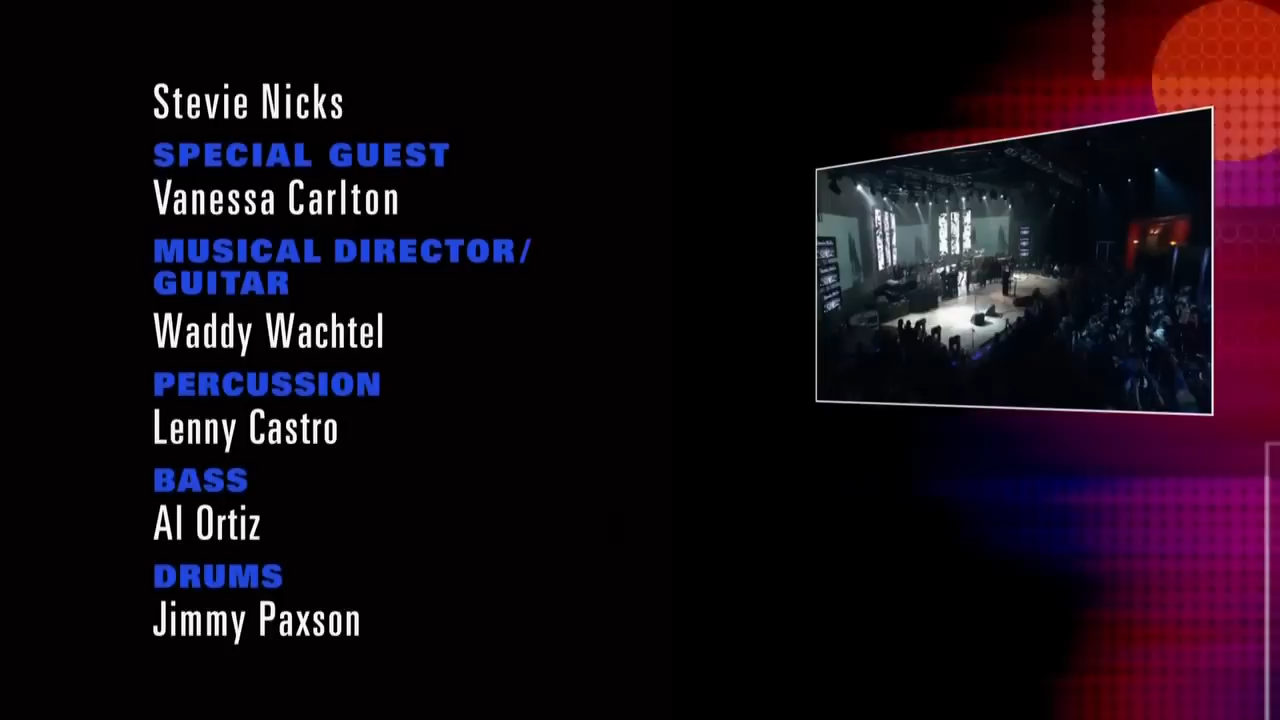 Stevie Nicks
SPECIAL GUEST
Vanessa Carlton
MUSICAL DIRECTOR/
GUITAR
Waddy Wachtel
PERCUSSION
Lenny Castro
BASS
Al Ortiz
DRUMS
Jimmy Paxson